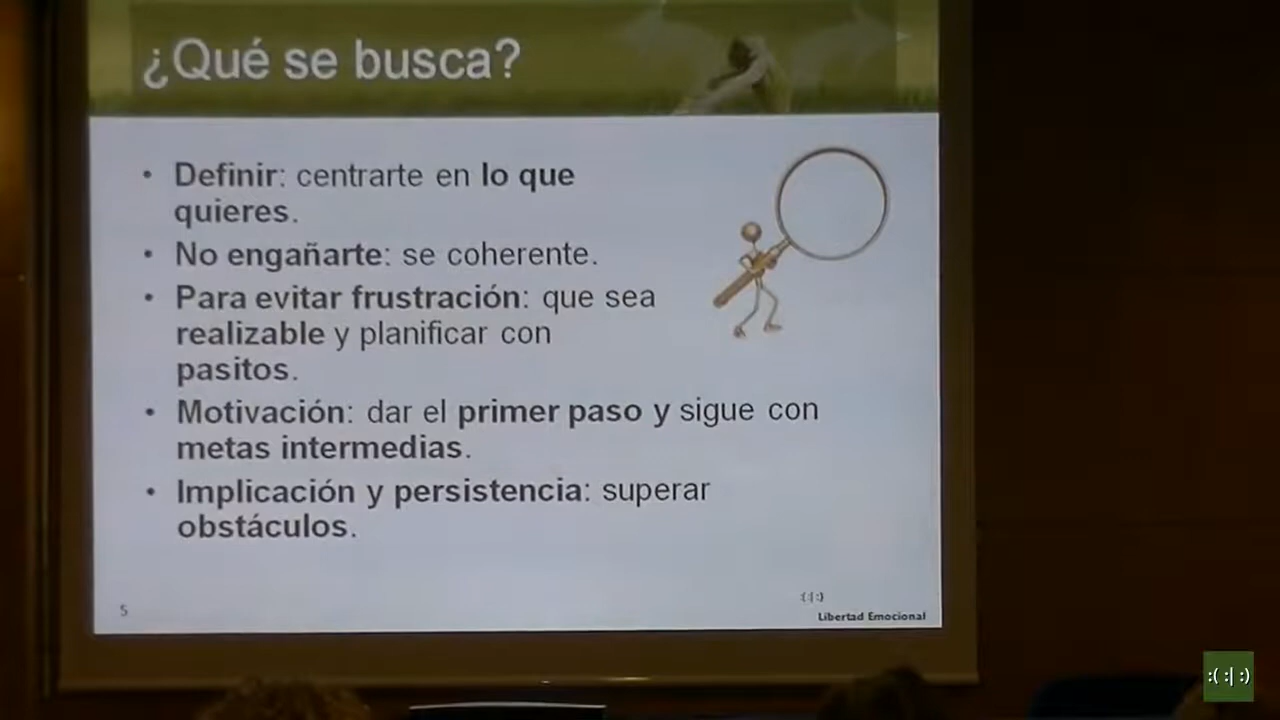 ¿Qué se busca?
• Definir: centrarte en lo que
quieres.
• No engañarte: se coherente.
• Para evitar frustración: que sea
realizable y planificar con
pasitos.
• Motivación: dar el primer paso y sigue con
metas intermedias.
• Implicación y persistencia: superar
obstáculos.
5
:(:|:)
Libertad Emocional
:( :| :)